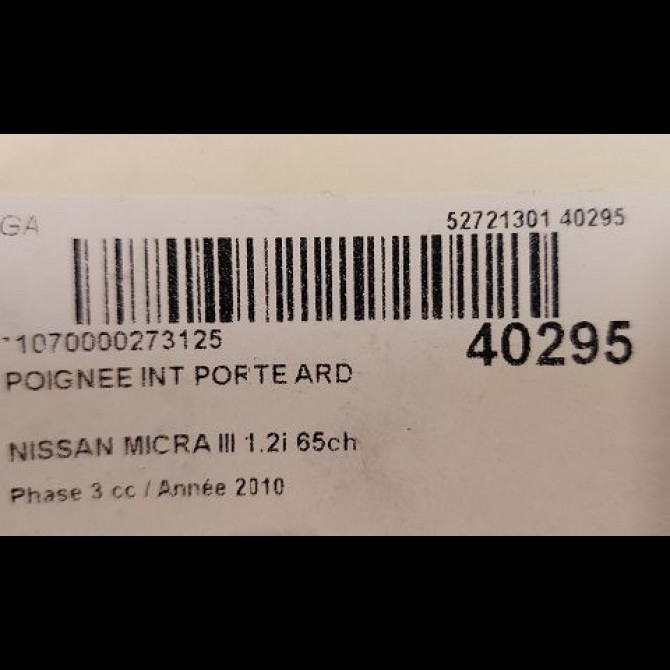 GA
52721301 40295
1070000273125
40295
POIGNEE INT PORTE ARD
NISSAN MICRA III 1.2i 65ch
Phase 3 cc / Année 2010